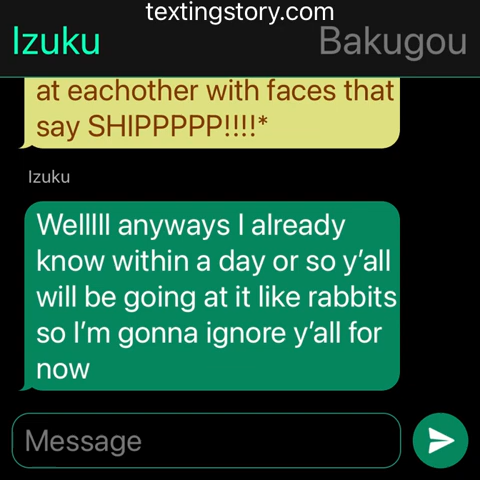 textingstory.com
Izuku Bakugou
at eachother with faces that
say SHIPPPPP!!!!*
Izuku
Welllll anyways I already
know within a day or so y’all
will be going at it like rabbits
so I’m gonna ignore y’all for
now
Message